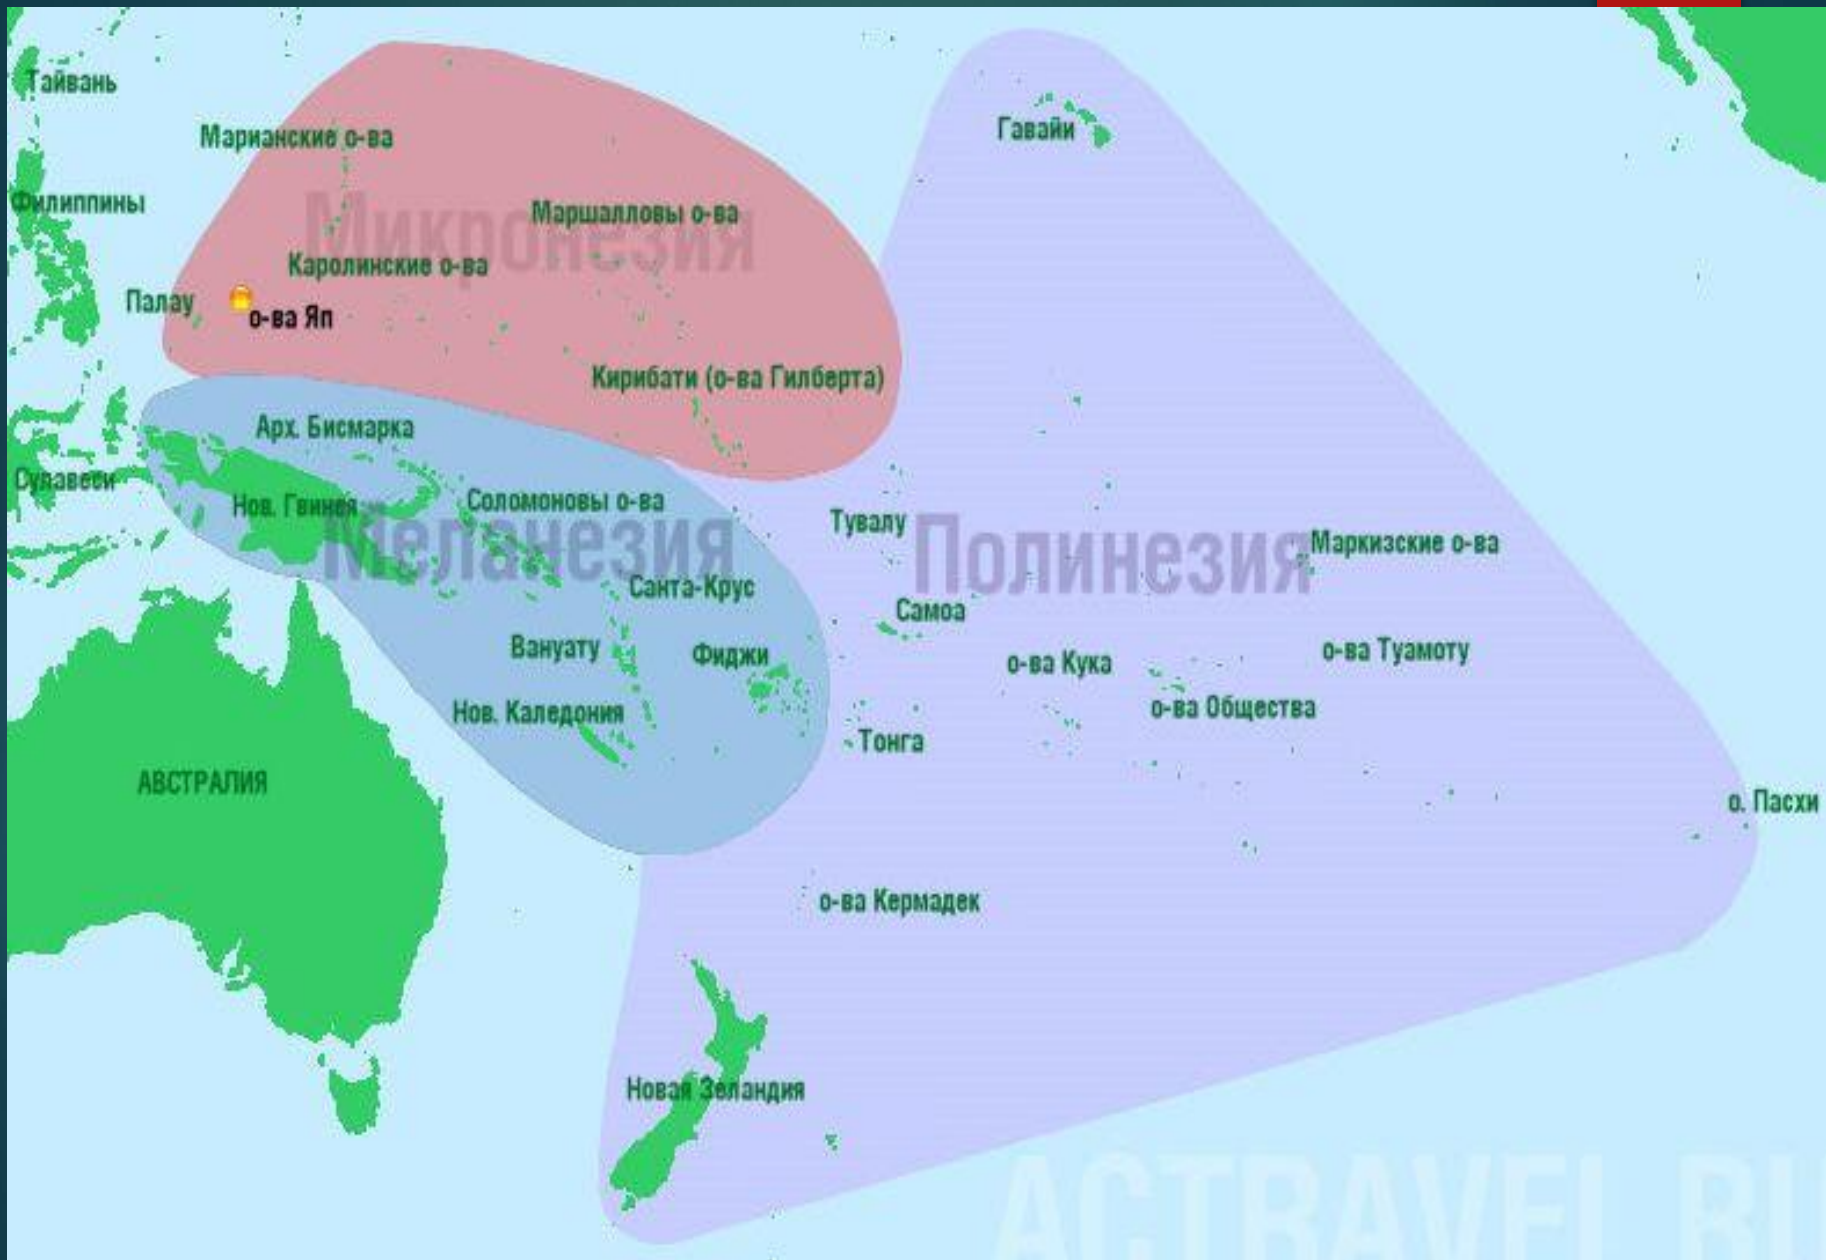 Тайвань
Марианские о-ва
Гавайи
Филиппины
Маршалловы о-ва
Микронезия
Каролинские о-ва
Палау
о-ва Яп
Кирибати (о-ва Гилберта)
Арх. Бисмарка
Сулавеси
Нов. Гвинея
Соломоновы о-ва
Тувалу
Меланезия
Полинезия
Маркизские о-ва
Санта-Крус
Самоа
Вануату
Фиджи
о-ва Кука
о-ва Туамоту
Нов. Каледония
о-ва Общества
Тонга
АВСТРАЛИЯ
о. Пасхи
о-ва Кермадек
Новая Зеландия
ACTRAVEL.RU